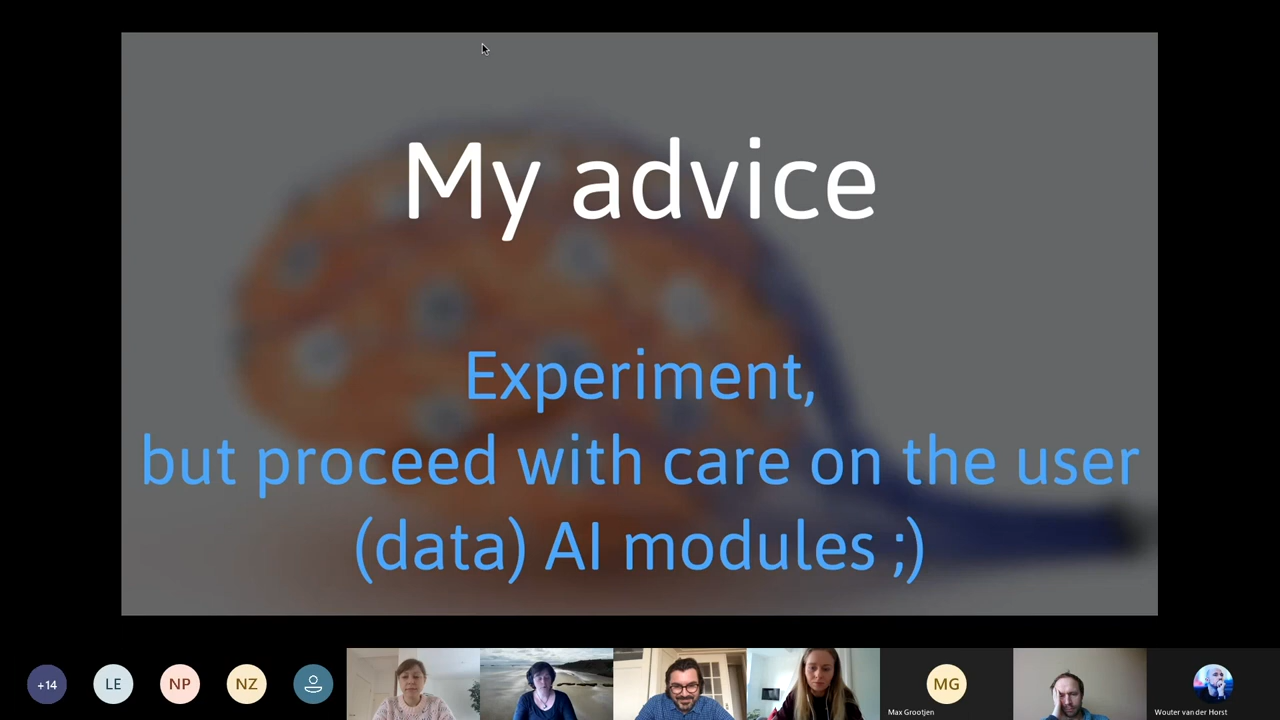 My advice
Experiment,
but proceed with care on the user
(data) AI modules ;)
+14
LE
NP
NZ
MG
Max Grootjen
Wouter van der Horst